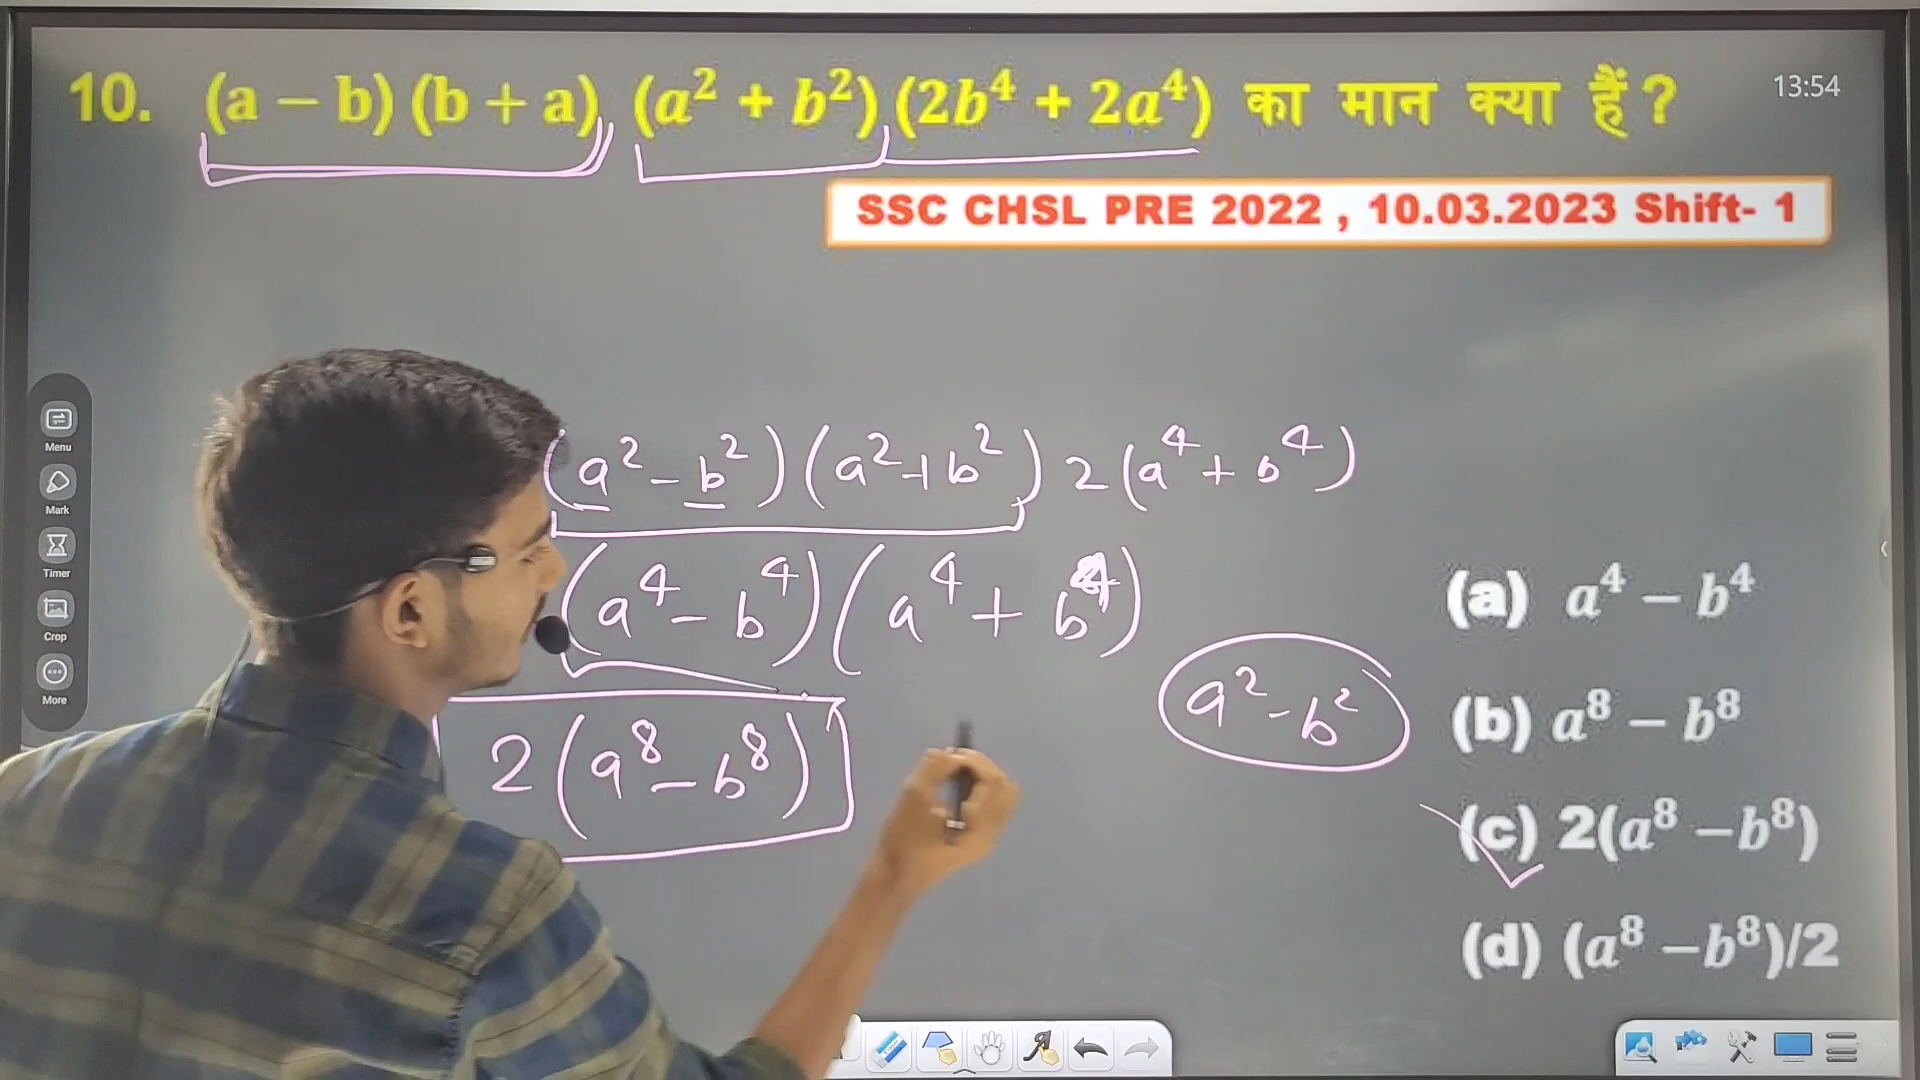 10. (a − b) (b + a) (a² + b²) (2b⁴ + 2a⁴) का मान क्या हैं ?
13:54
SSC CHSL PRE 2022 , 10.03.2023 Shift- 1
Menu
Mark
Timer
Crop
More
(a² − b²)(a² + b²) 2(a⁴ + b⁴)
(a⁴ − b⁴)(a⁴ + b⁴)
a² − b²
2(a⁸ − b⁸)
(a) a⁴ − b⁴
(b) a⁸ − b⁸
(c) 2(a⁸ −b⁸)
(d) (a⁸ −b⁸)/2